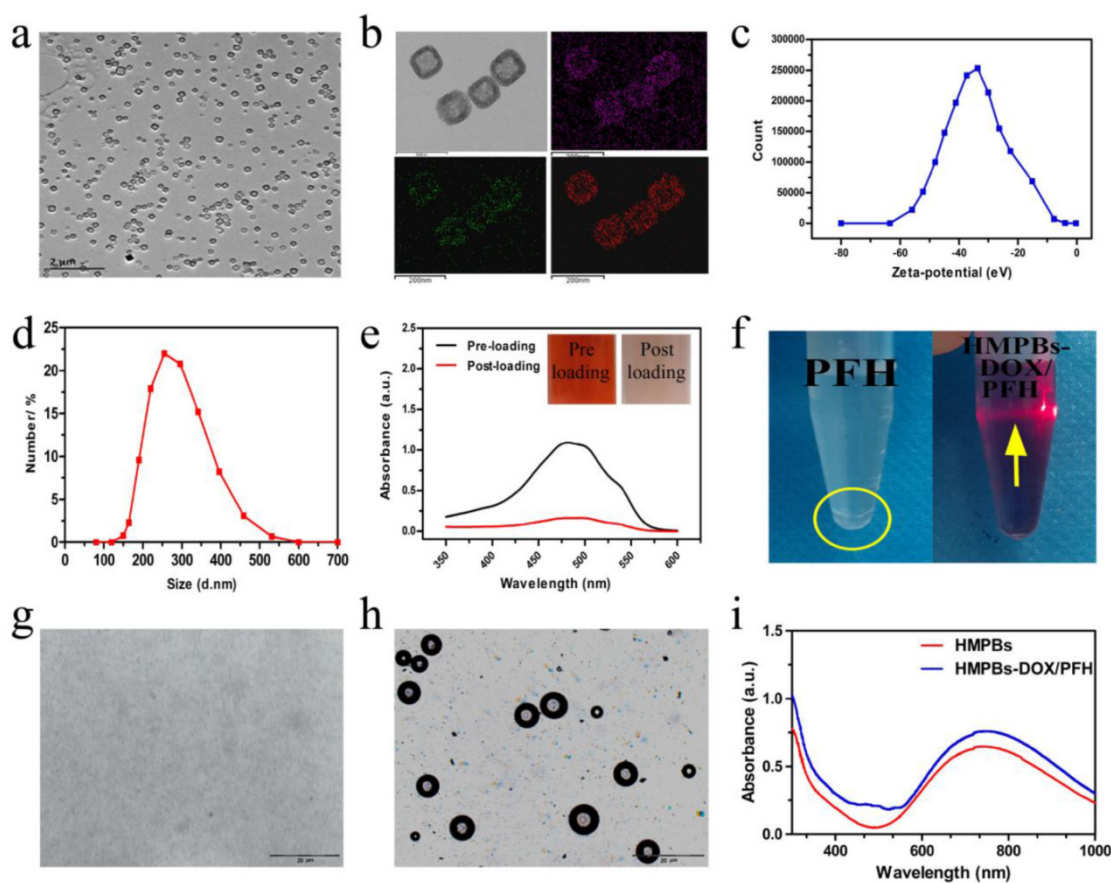 a
2 µm
b
200nm
200nm
c
300000
250000
200000
150000
100000
50000
0
-80
-60
-40
-20
0
Count
Zeta-potential (eV)
d
25
20
15
10
5
0
0
100
200
300
400
500
600
700
Number/ %
Size (d.nm)
e
2.5
2.0
1.5
1.0
0.5
0.0
350
400
450
500
550
600
Absorbance (a.u.)
Wavelength (nm)
Pre-loading
Post-loading
Pre
loading
Post
loading
f
PFH
HMPBs-
DOX/
PFH
g
20 µm
h
20 µm
i
1.5
1.0
0.5
0.0
400
600
800
1000
Absorbance (a.u.)
Wavelength (nm)
HMPBs
HMPBs-DOX/PFH